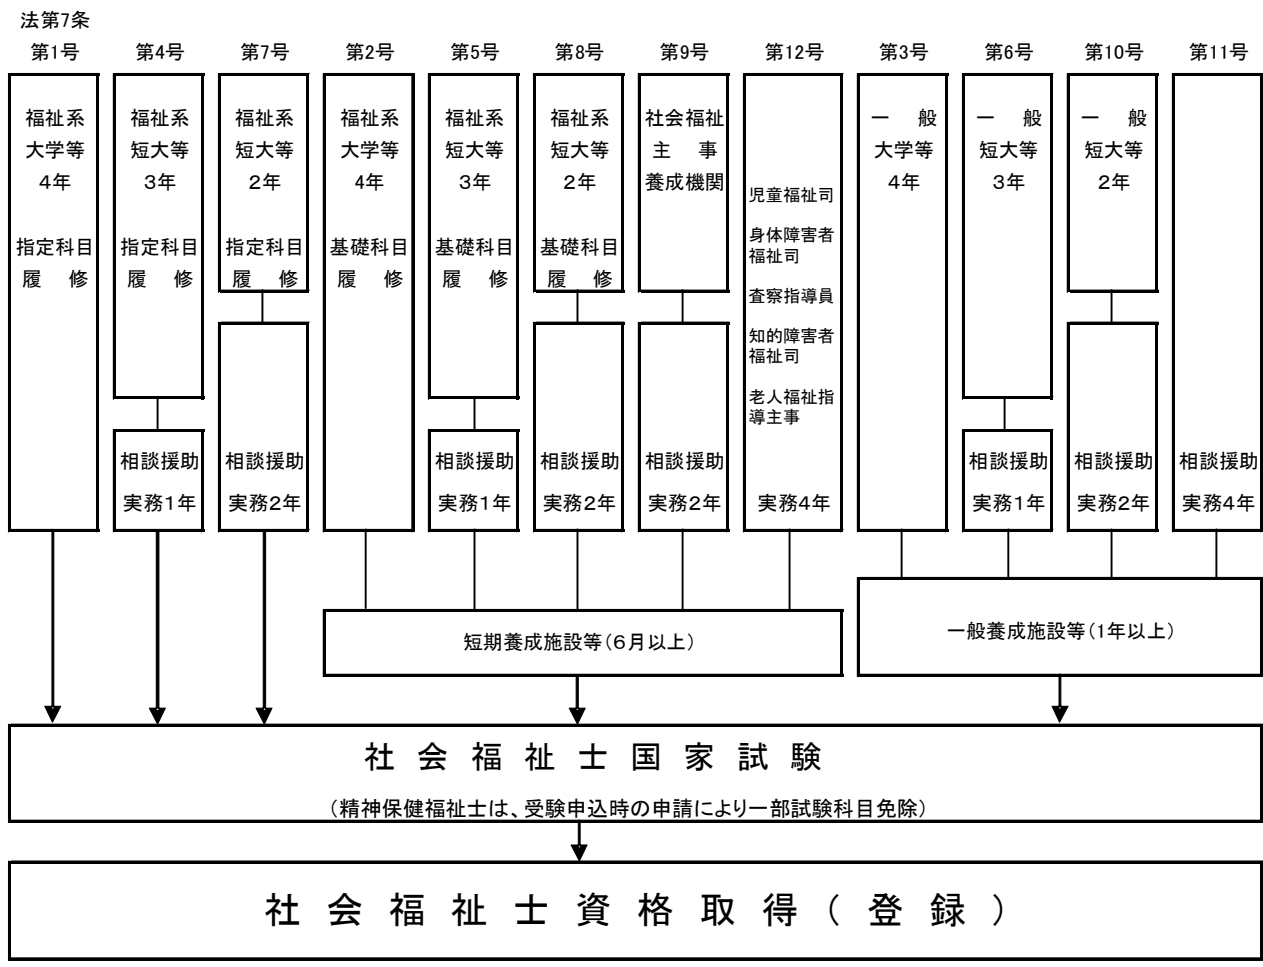 法第7条
第1号
第4号
第7号
第2号
第5号
第8号
第9号
第12号
第3号
第6号
第10号
第11号
福祉系
大学等
4年
指定科目
履 修
福祉系
短大等
3年
指定科目
履 修
相談援助
実務1年
福祉系
短大等
2年
指定科目
履 修
相談援助
実務2年
福祉系
大学等
4年
基礎科目
履 修
福祉系
短大等
3年
基礎科目
履 修
相談援助
実務1年
福祉系
短大等
2年
基礎科目
履 修
相談援助
実務2年
社会福祉
主 事
養成機関
相談援助
実務2年
児童福祉司
身体障害者
福祉司
査察指導員
知的障害者
福祉司
老人福祉指
導主事
実務4年
一 般
大学等
4年
一 般
短大等
3年
相談援助
実務1年
一 般
短大等
2年
相談援助
実務2年
相談援助
実務4年
短期養成施設等(6月以上)
一般養成施設等(1年以上)
社 会 福 祉 士 国 家 試 験
(精神保健福祉士は、受験申込時の申請により一部試験科目免除)
社 会 福 祉 士 資 格 取 得 ( 登 録 )